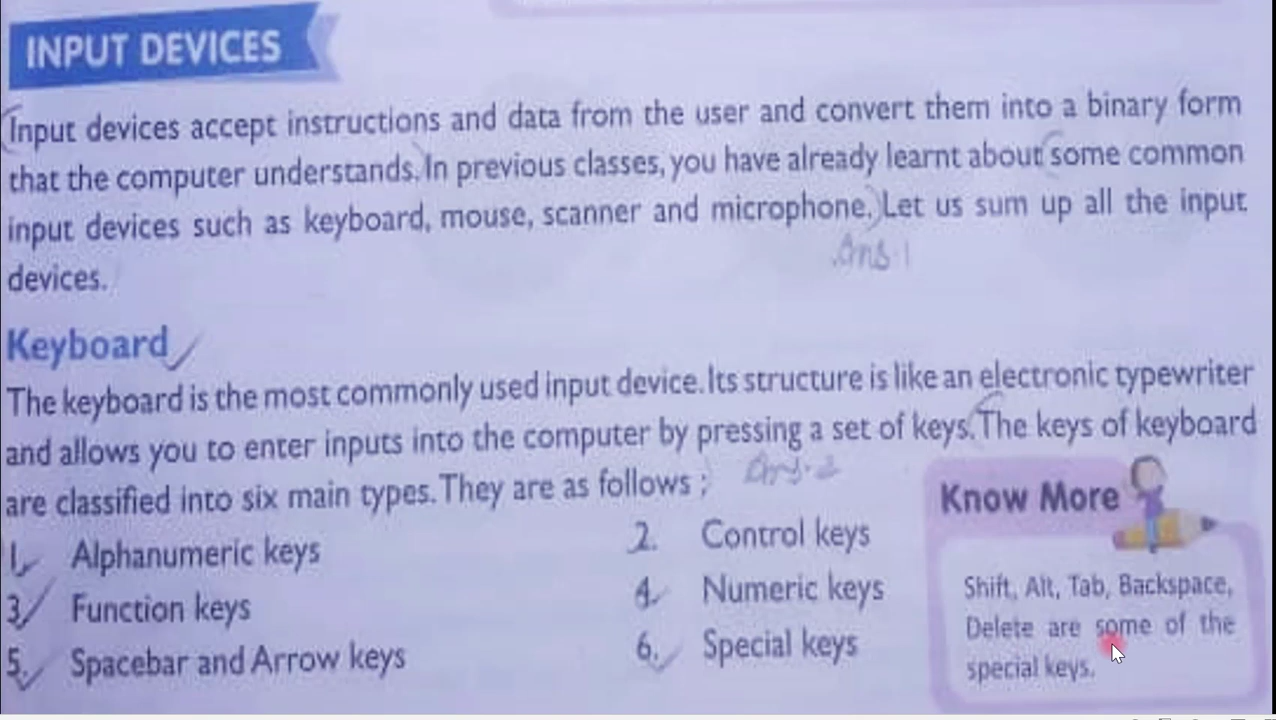 INPUT DEVICES
Input devices accept instructions and data from the user and convert them into a binary form
that the computer understands. In previous classes, you have already learnt about some common
input devices such as keyboard, mouse, scanner and microphone. Let us sum up all the input
devices.
Ans.1
Keyboard
The keyboard is the most commonly used input device. Its structure is like an electronic typewriter
and allows you to enter inputs into the computer by pressing a set of keys. The keys of keyboard
are classified into six main types. They are as follows :
Ans.2
1. Alphanumeric keys
2. Control keys
3. Function keys
4. Numeric keys
5. Spacebar and Arrow keys
6. Special keys
Know More
Shift, Alt, Tab, Backspace,
Delete are some of the
special keys.